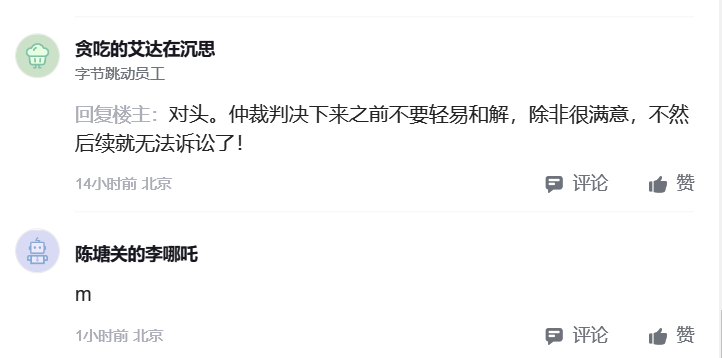 贪吃的艾达在沉思
字节跳动员工
回复楼主：对头。仲裁判决下来之前不要轻易和解，除非很满意，不然
后续就无法诉讼了！
14小时前 北京 评论 赞
陈塘关的李哪吒
m
1小时前 北京 评论 赞